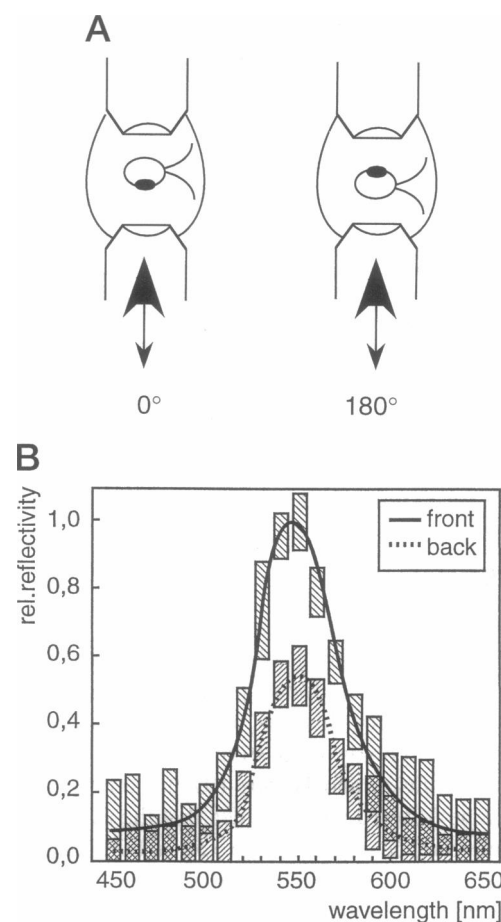 A
0° 180°
B
rel.reflectivity
1,0
0,8
0,6
0,4
0,2
0,0
front
back
450 500 550 600 650
wavelength [nm]